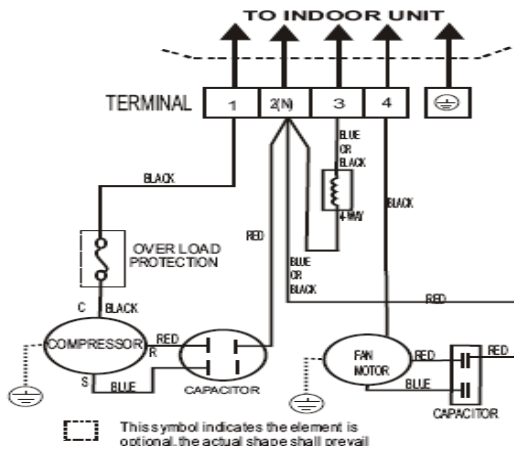 TO INDOOR UNIT
TERMINAL 1 2(N) 3 4
BLUE
OR
BLACK
BLACK
4-WAY
BLACK
RED
OVER LOAD
PROTECTION
BLUE
OR
BLACK
RED
C BLACK
COMPRESSOR
RED
R
S
BLUE
CAPACITOR
FAN
MOTOR
RED
BLUE
RED
CAPACITOR
This symbol indicates the element is
optional,the actual shape shall prevail